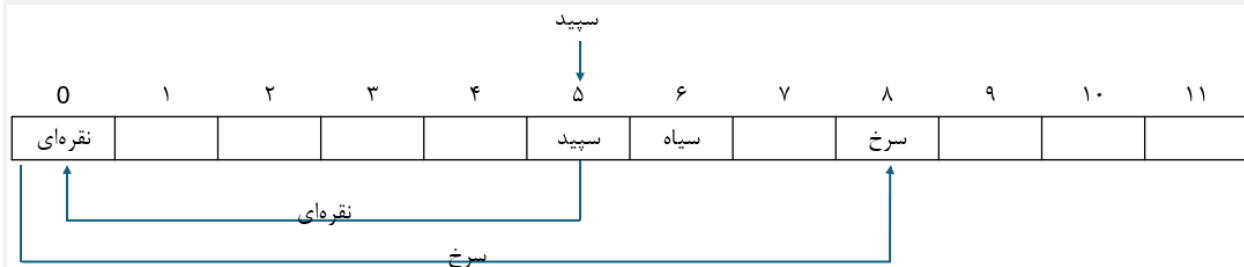 سپید
0 ۱ ۲ ۳ ۴ ۵ ۶ ۷ ۸ ۹ ۱۰ ۱۱
نقره‌ای سپید سیاه سرخ
نقره‌ای
سرخ